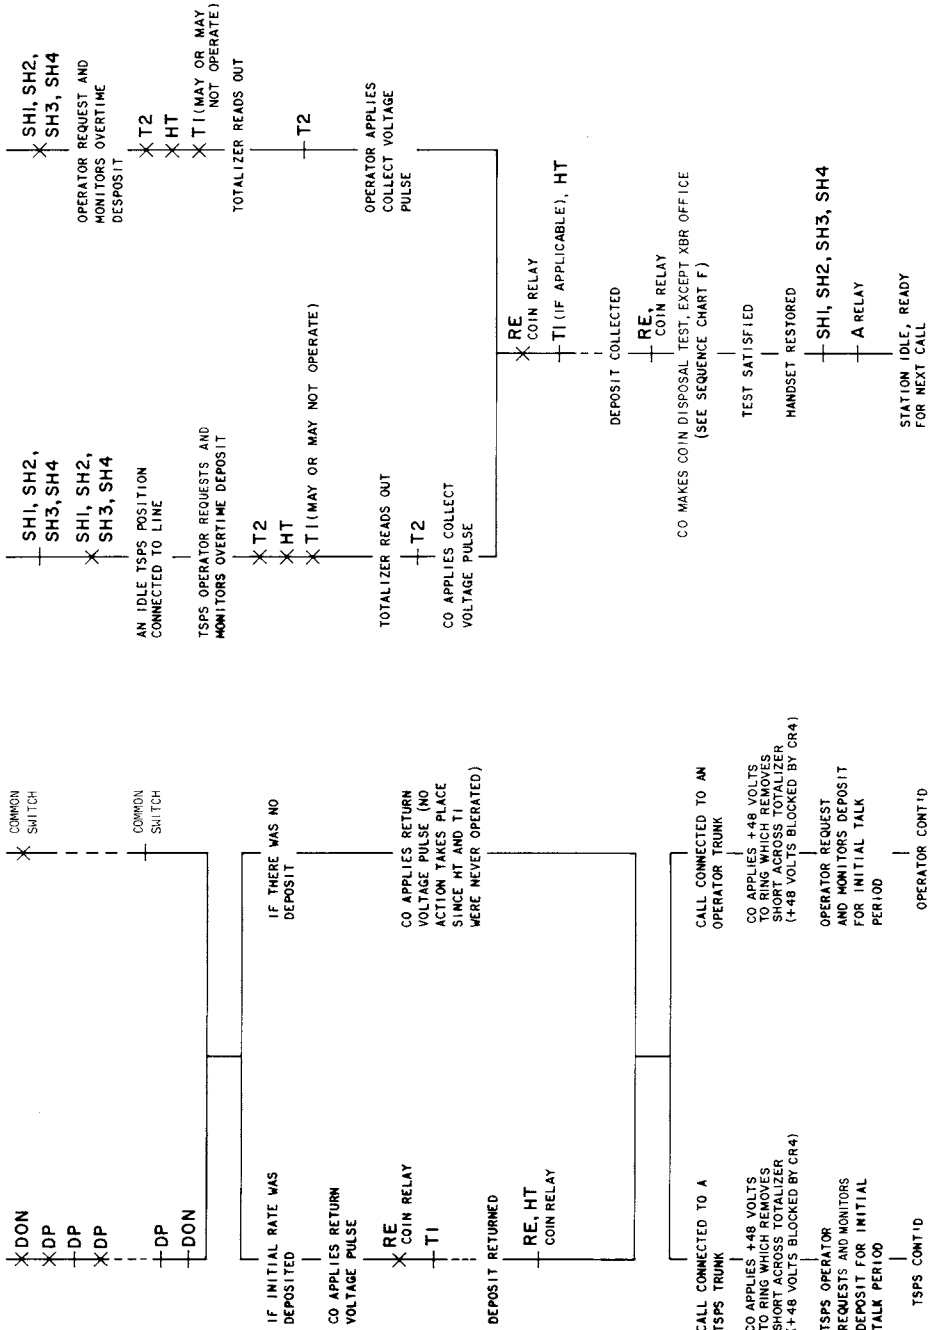 DON
DP
DP
DP
DP
DON
COMMON
SWITCH
COMMON
SWITCH
IF INITIAL RATE WAS
DEPOSITED
CO APPLIES RETURN
VOLTAGE PULSE
RE
COIN RELAY
T1
DEPOSIT RETURNED
RE, HT
COIN RELAY
IF THERE WAS NO
DEPOSIT
CO APPLIES RETURN
VOLTAGE PULSE (NO
ACTION TAKES PLACE
SINCE HT AND T1
WERE NEVER OPERATED)
CALL CONNECTED TO A
TSPS TRUNK
CO APPLIES +48 VOLTS
TO RING WHICH REMOVES
SHORT ACROSS TOTALIZER
(+48 VOLTS BLOCKED BY CR4)
TSPS OPERATOR
REQUESTS AND MONITORS
DEPOSIT FOR INITIAL
TALK PERIOD
TSPS CONT'D
CALL CONNECTED TO AN
OPERATOR TRUNK
CO APPLIES +48 VOLTS
TO RING WHICH REMOVES
SHORT ACROSS TOTALIZER
(+48 VOLTS BLOCKED BY CR4)
OPERATOR REQUEST
AND MONITORS DEPOSIT
FOR INITIAL TALK
PERIOD
OPERATOR CONT'D
SH1, SH2,
SH3, SH4
SH1, SH2,
SH3, SH4
AN IDLE TSPS POSITION
CONNECTED TO LINE
TSPS OPERATOR REQUESTS AND
MONITORS OVERTIME DEPOSIT
T2
HT
T1 (MAY OR MAY NOT OPERATE)
TOTALIZER READS OUT
T2
CO APPLIES COLLECT
VOLTAGE PULSE
SH1, SH2,
SH3, SH4
OPERATOR REQUEST AND
MONITORS OVERTIME
DESPOSIT
T2
HT
T1 (MAY OR MAY
NOT OPERATE)
TOTALIZER READS OUT
T2
OPERATOR APPLIES
COLLECT VOLTAGE
PULSE
RE
COIN RELAY
T1 (IF APPLICABLE), HT
DEPOSIT COLLECTED
RE,
COIN RELAY
CO MAKES COIN DISPOSAL TEST, EXCEPT XBR OFFICE
(SEE SEQUENCE CHART F)
TEST SATISFIED
HANDSET RESTORED
SH1, SH2, SH3, SH4
A RELAY
STATION IDLE, READY
FOR NEXT CALL